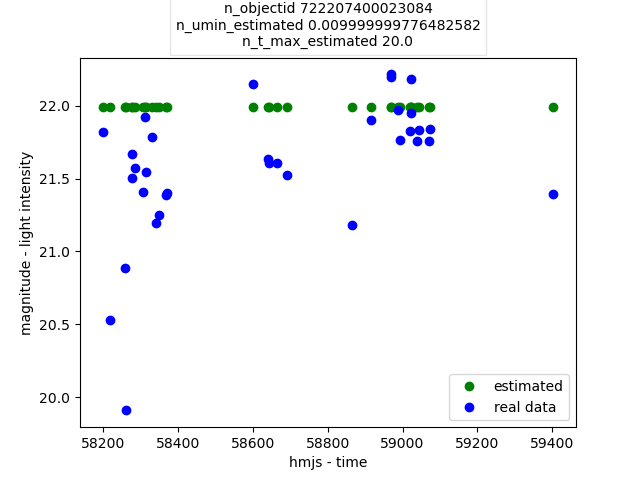 n_objectid 722207400023084
n_umin_estimated 0.009999999776482582
n_t_max_estimated 20.0
22.0
21.5
21.0
20.5
20.0
magnitude - light intensity
estimated
real data
58200 58400 58600 58800 59000 59200 59400
hmjs - time